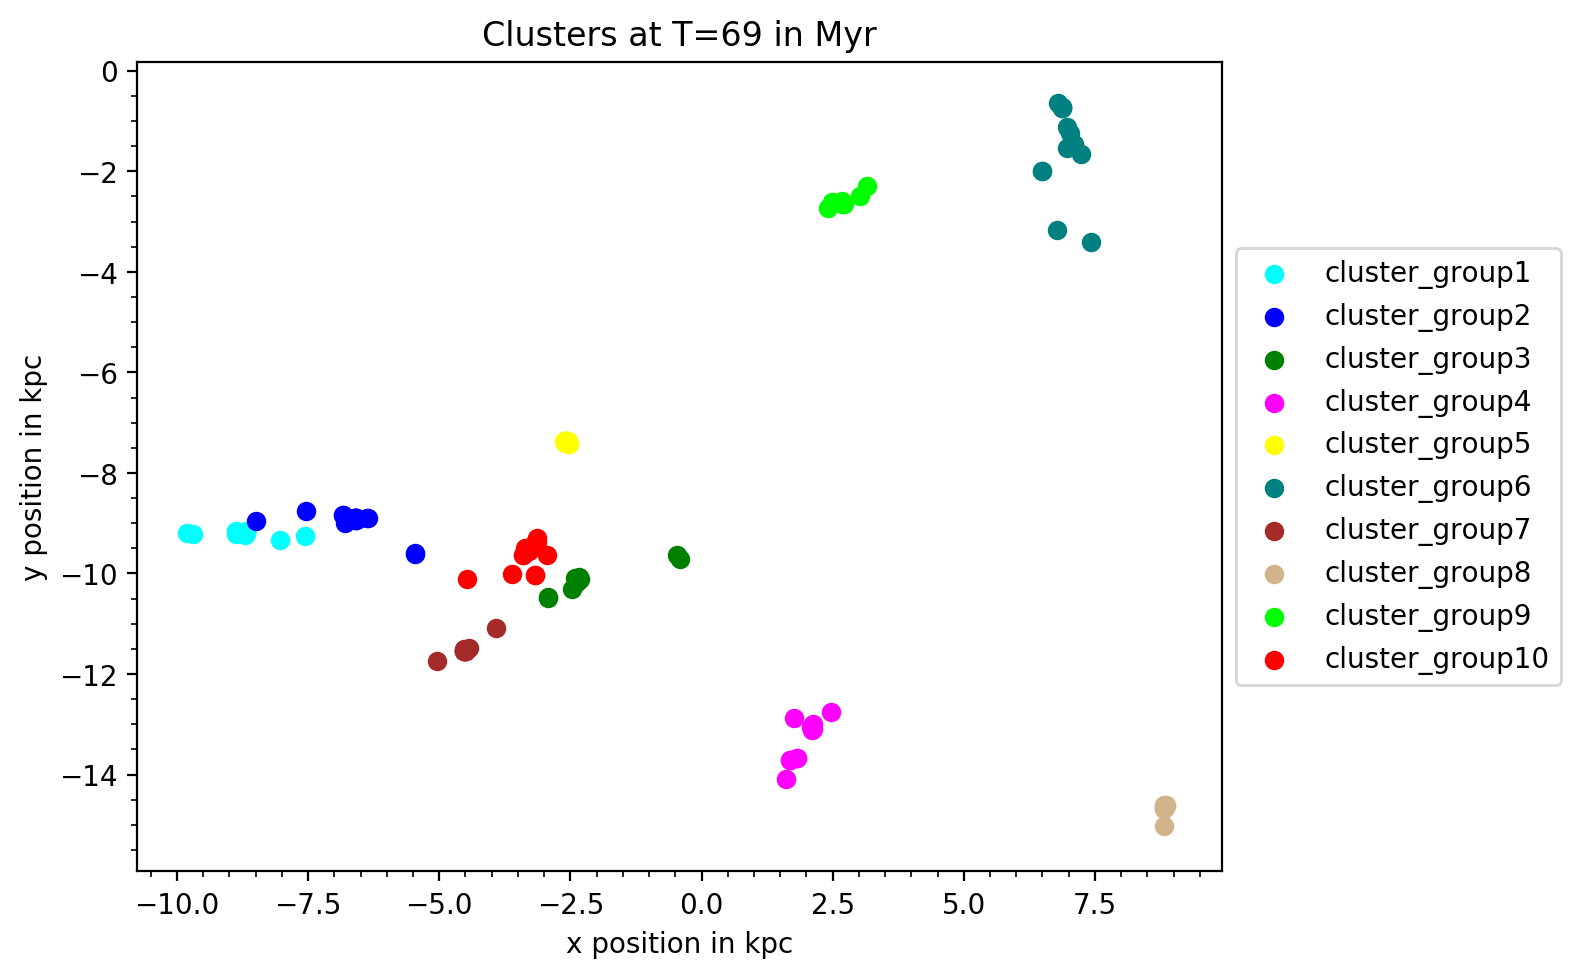 Clusters at T=69 in Myr
0
−2
−4
−6
−8
−10
−12
−14
y position in kpc
−10.0
−7.5
−5.0
−2.5
0.0
2.5
5.0
7.5
x position in kpc
cluster_group1
cluster_group2
cluster_group3
cluster_group4
cluster_group5
cluster_group6
cluster_group7
cluster_group8
cluster_group9
cluster_group10